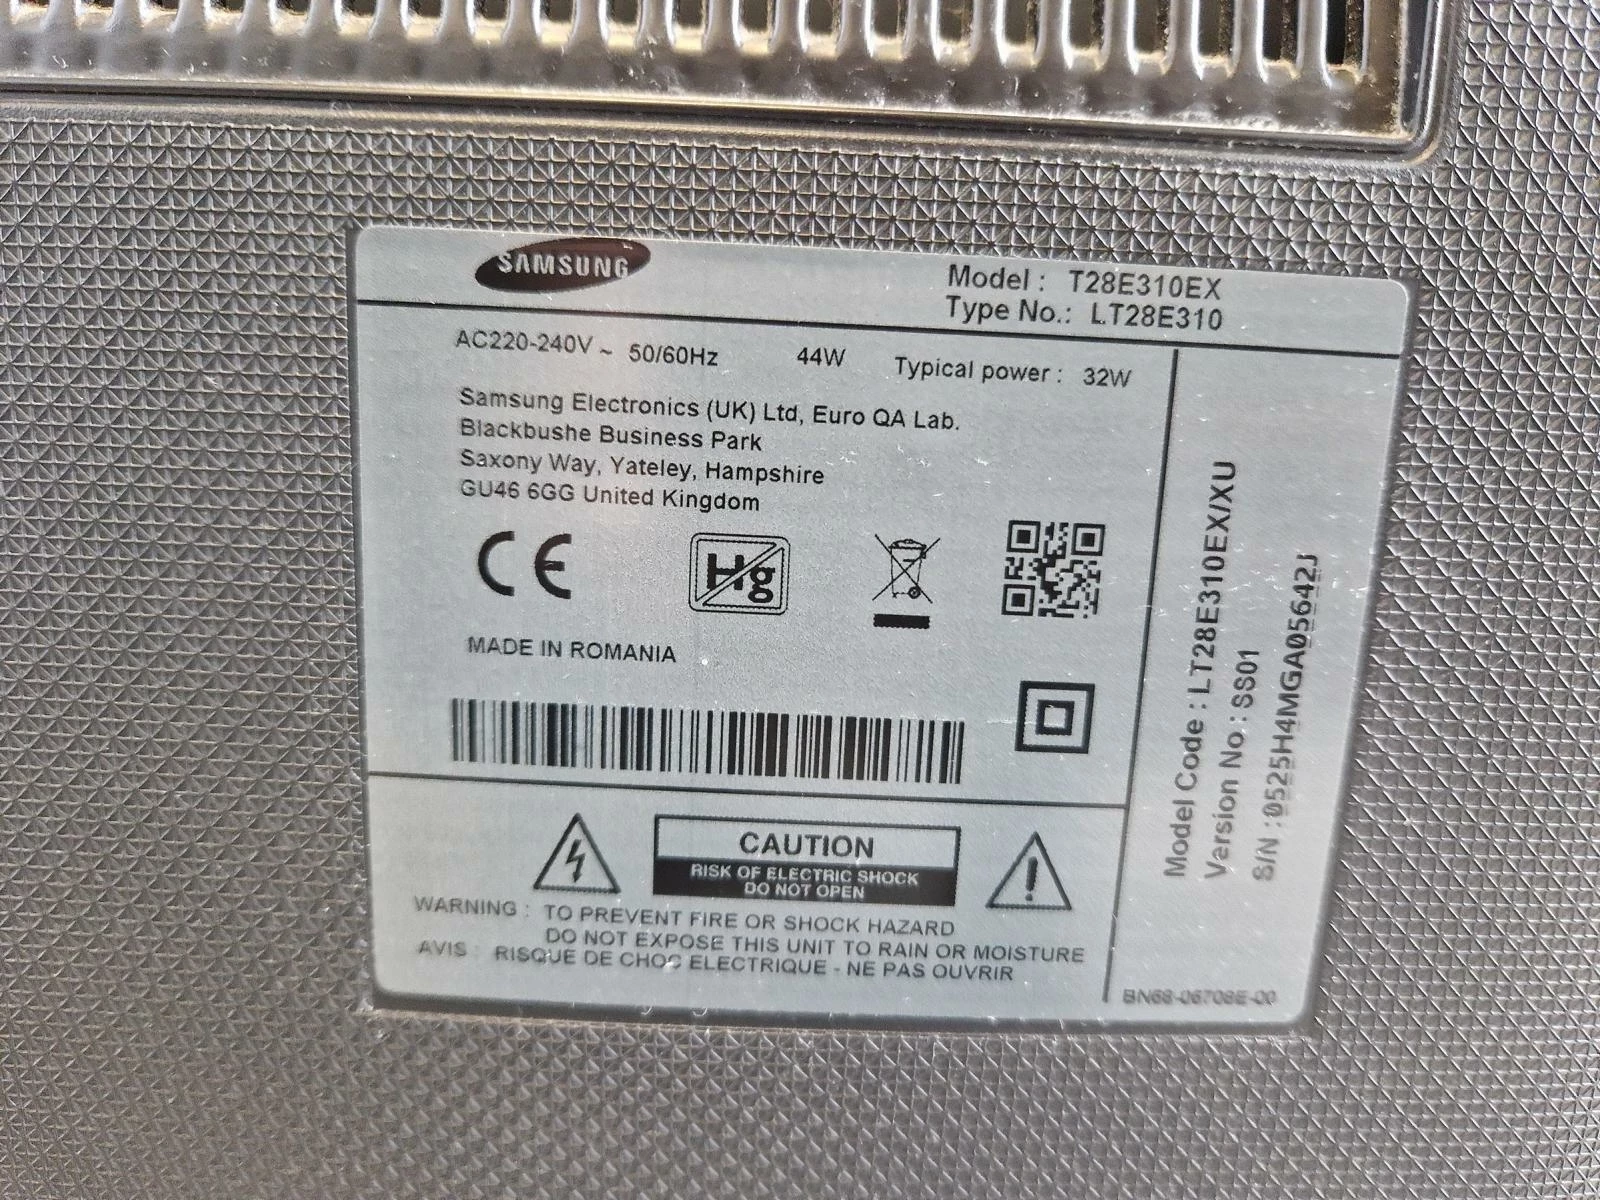 SAMSUNG
Model : T28E310EX
Type No.: LT28E310
AC220-240V ~ 50/60Hz 44W Typical power : 32W
Samsung Electronics (UK) Ltd, Euro QA Lab.
Blackbushe Business Park
Saxony Way, Yateley, Hampshire
GU46 6GG United Kingdom
CE
Hg
MADE IN ROMANIA
CAUTION
RISK OF ELECTRIC SHOCK
DO NOT OPEN
WARNING : TO PREVENT FIRE OR SHOCK HAZARD
DO NOT EXPOSE THIS UNIT TO RAIN OR MOISTURE
AVIS : RISQUE DE CHOC ELECTRIQUE - NE PAS OUVRIR
Model Code : LT28E310EX/XU
Version No : SS01
S/N : 0525H4MGA05642J
BN68-06708E-00